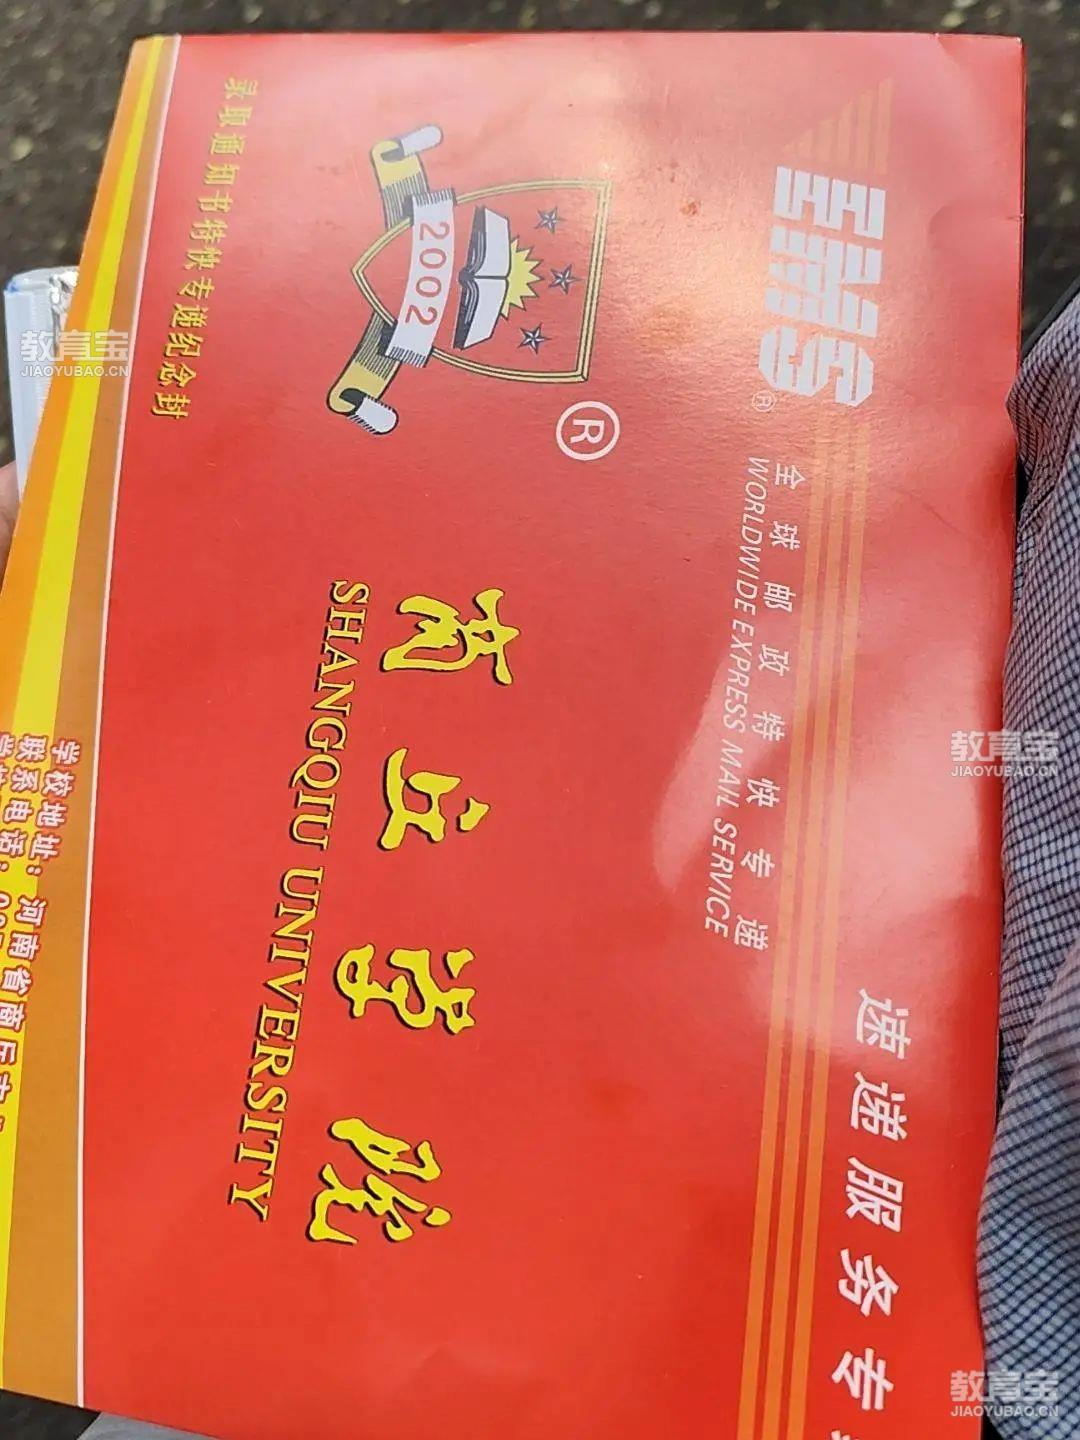 EMS®
全球邮政特快专递
WORLDWIDE EXPRESS MAIL SERVICE
速递服务专
2002
®
商丘学院
SHANGQIU UNIVERSITY
录取通知书特快专递纪念封
学校地址：河南省商丘市
联系电话：
教育宝
JIAOYUBAO.CN
教育宝
JIAOYUBAO.CN
教育宝
JIAOYUBAO.CN